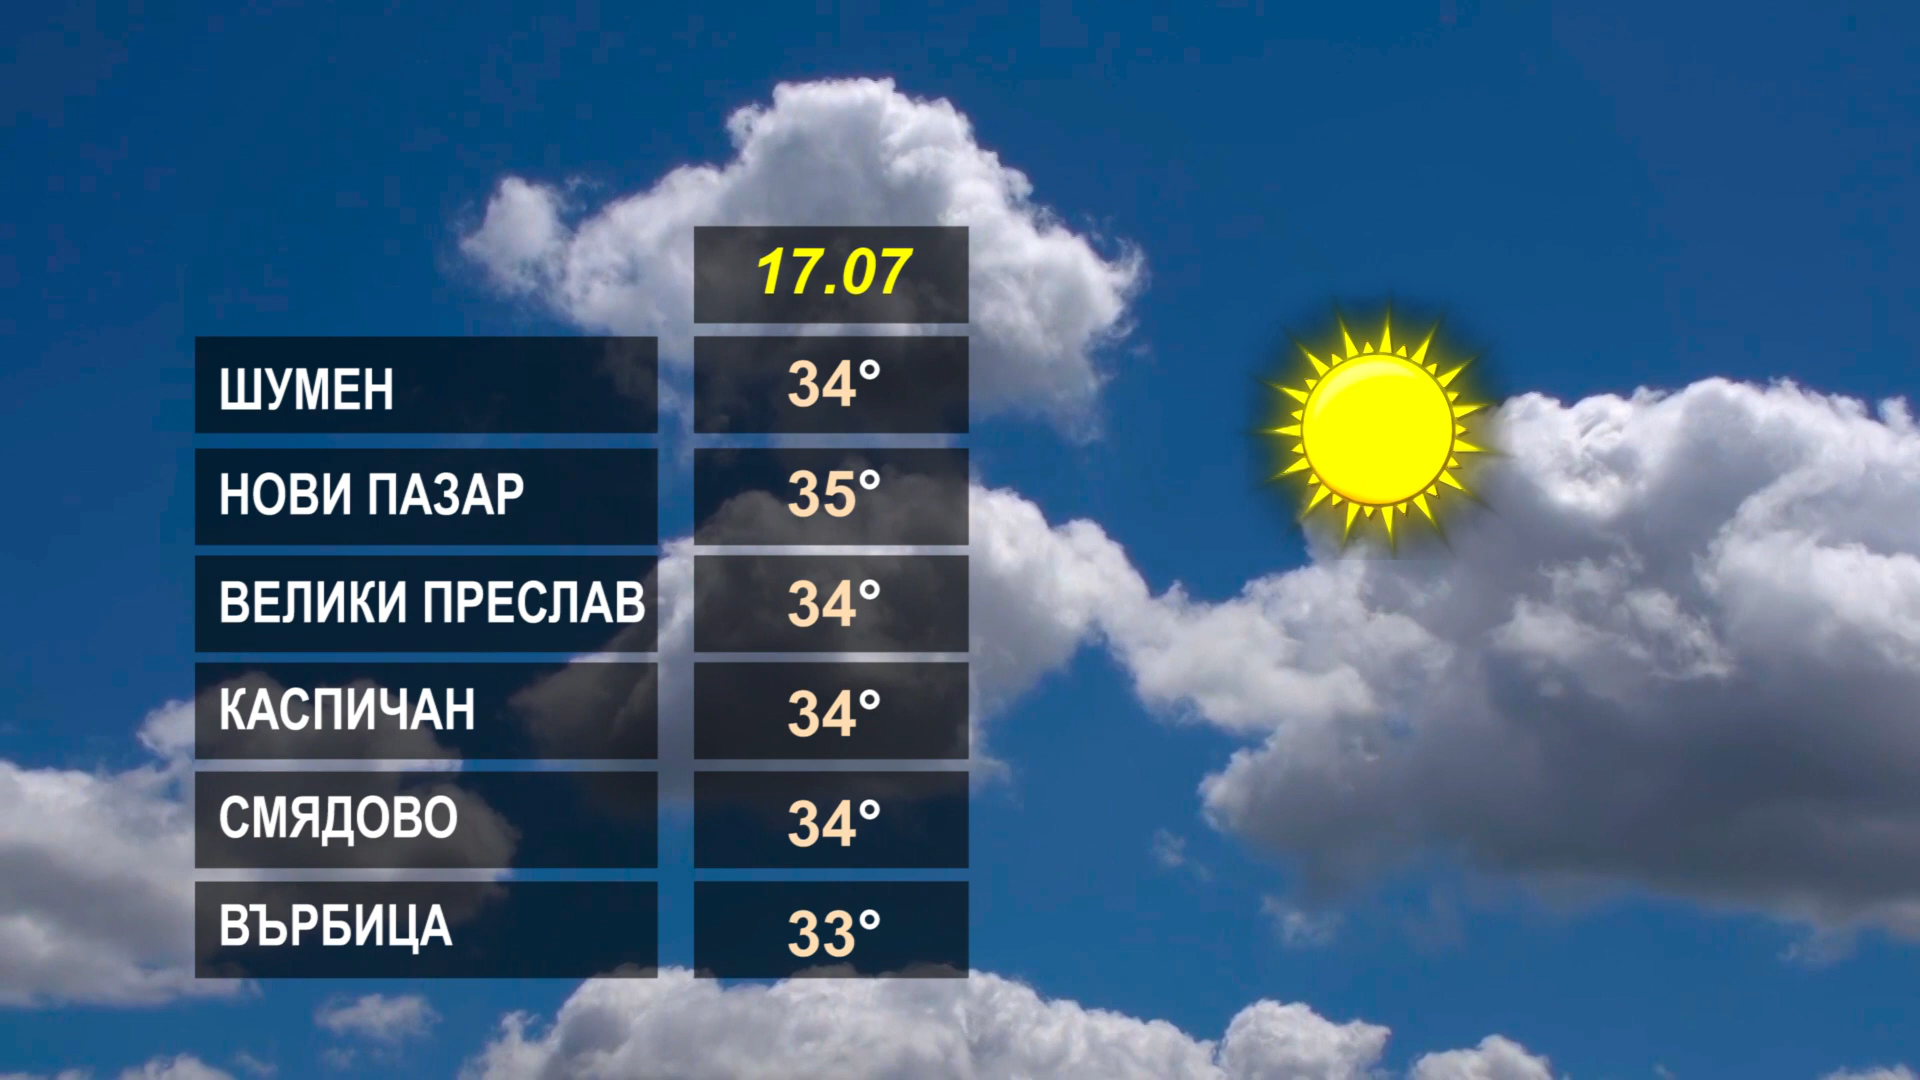 17.07
ШУМЕН 34°
НОВИ ПАЗАР 35°
ВЕЛИКИ ПРЕСЛАВ 34°
КАСПИЧАН 34°
СМЯДОВО 34°
ВЪРБИЦА 33°